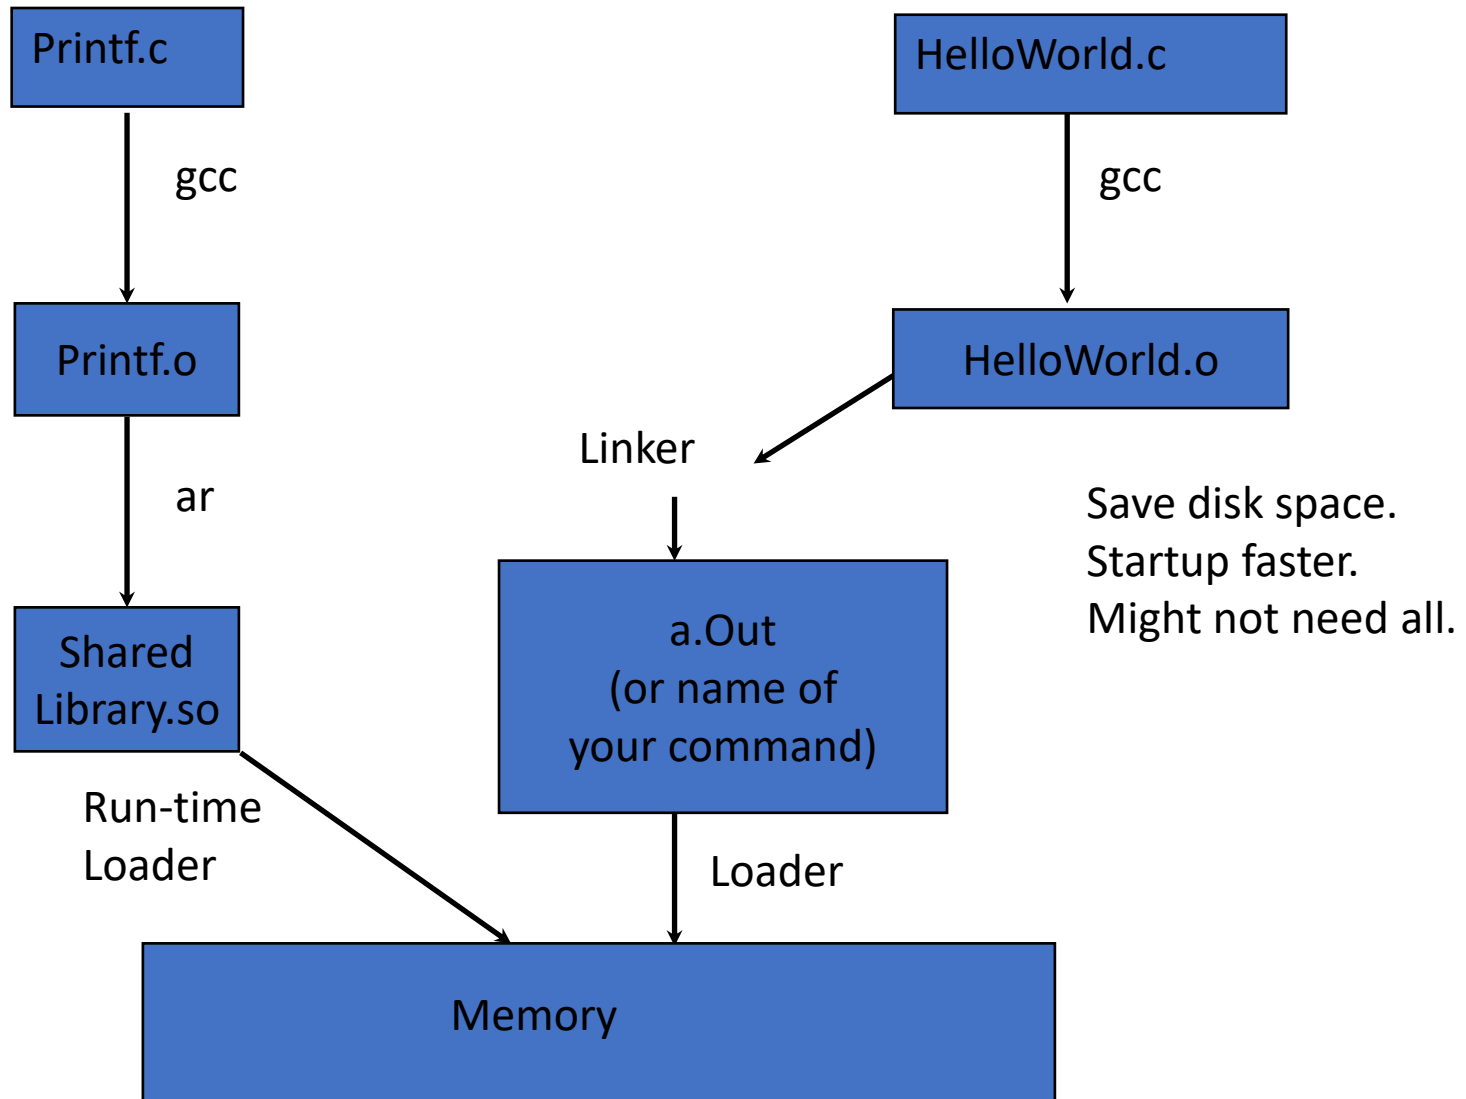 Printf.c
HelloWorld.c
gcc
gcc
Printf.o
HelloWorld.o
Linker
ar
Save disk space.
Startup faster.
Might not need all.
Shared
Library.so
a.Out
(or name of
your command)
Run-time
Loader
Loader
Memory